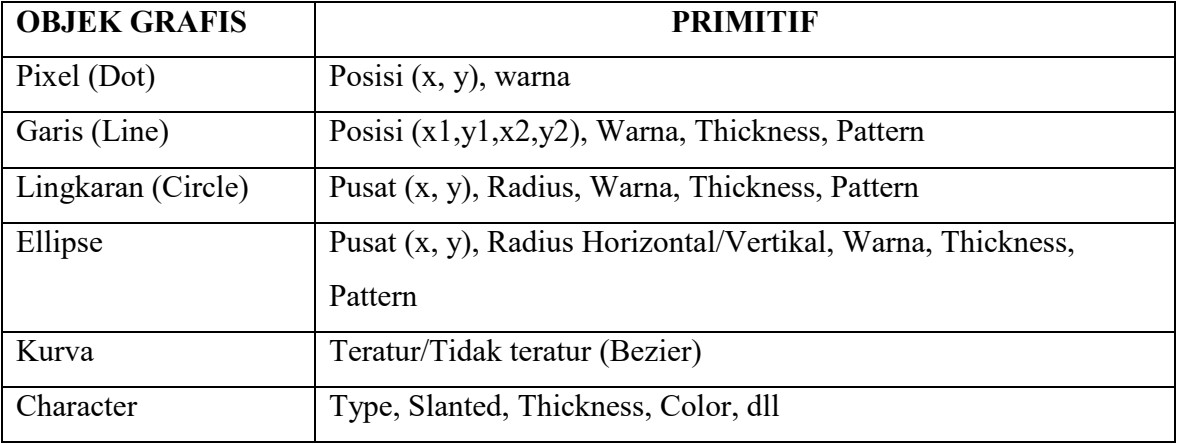 OBJEK GRAFIS PRIMITIF
Pixel (Dot) Posisi (x, y), warna
Garis (Line) Posisi (x1,y1,x2,y2), Warna, Thickness, Pattern
Lingkaran (Circle) Pusat (x, y), Radius, Warna, Thickness, Pattern
Ellipse Pusat (x, y), Radius Horizontal/Vertikal, Warna, Thickness,
Pattern
Kurva Teratur/Tidak teratur (Bezier)
Character Type, Slanted, Thickness, Color, dll